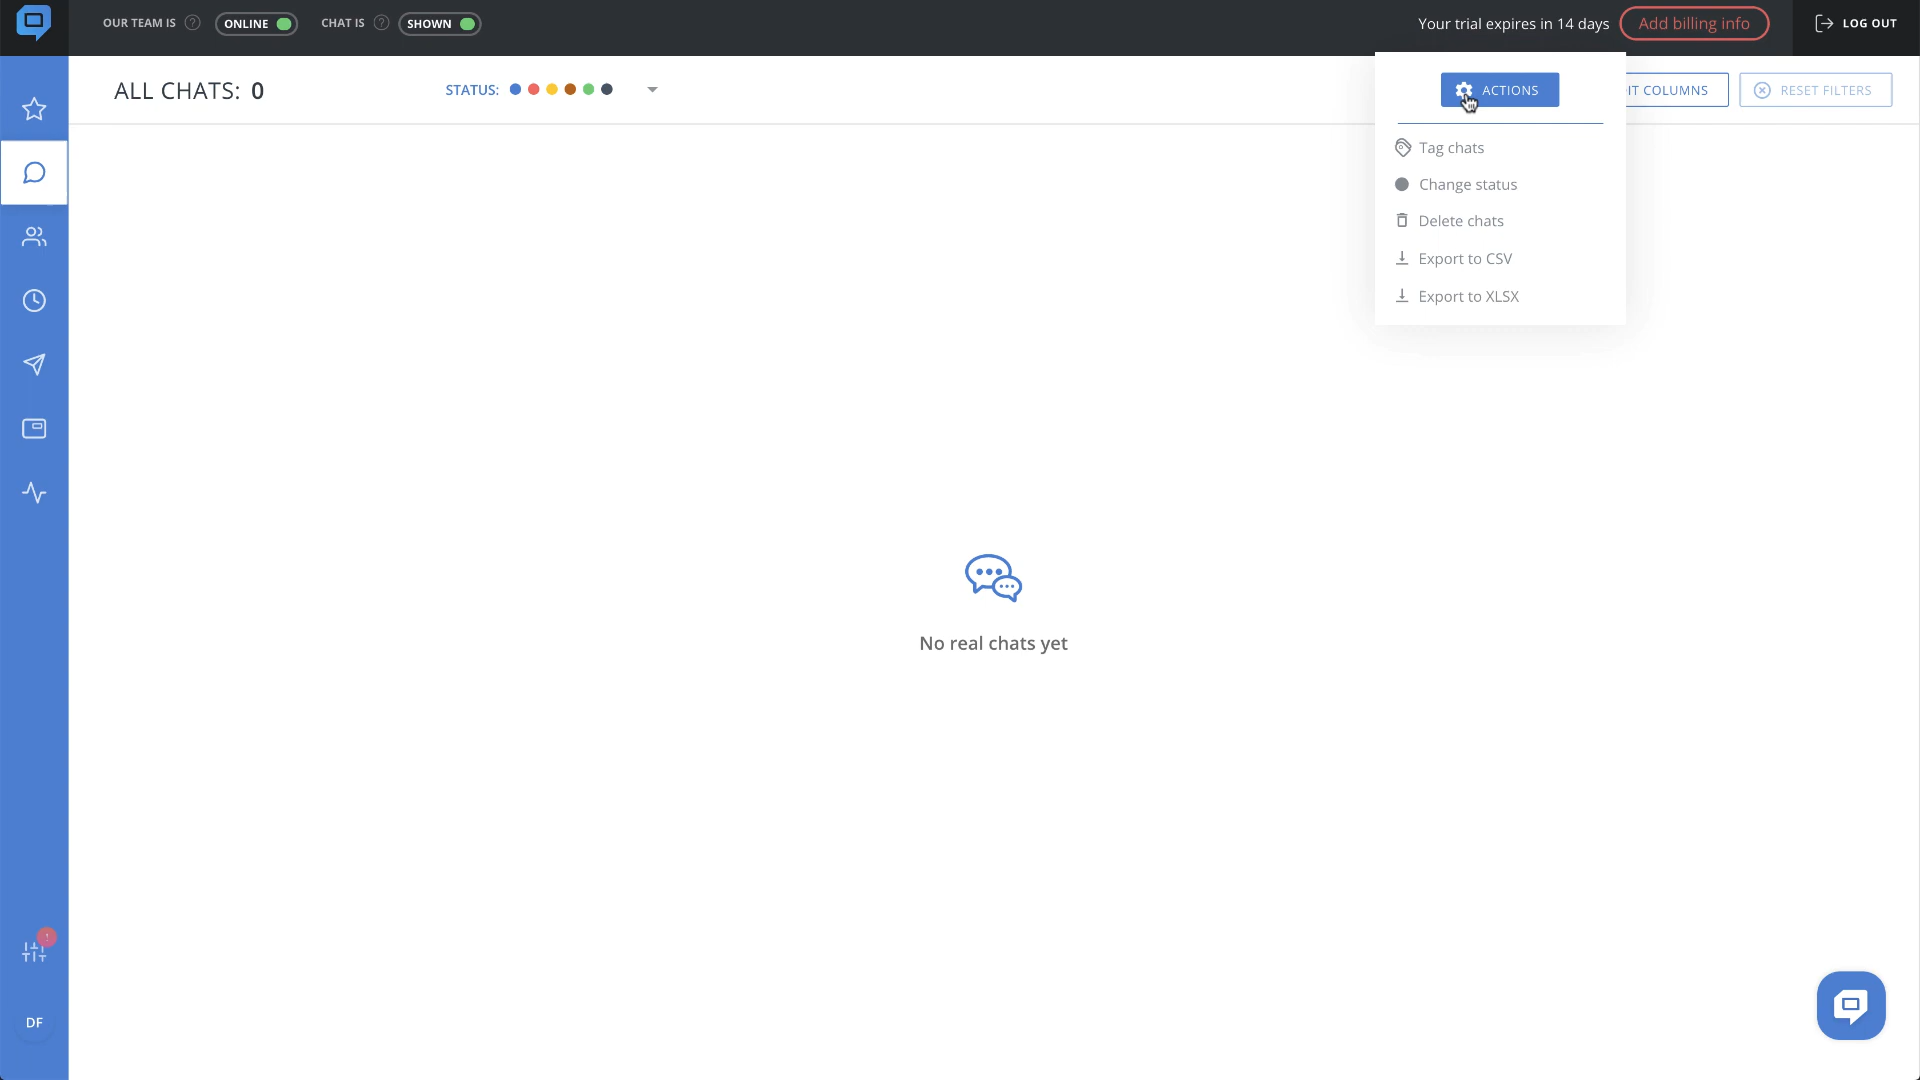 OUR TEAM IS ? ONLINE CHAT IS ? SHOWN Your trial expires in 14 days Add billing info LOG OUT
ALL CHATS: 0 STATUS: ACTIONS IT COLUMNS RESET FILTERS
Tag chats
Change status
Delete chats
Export to CSV
Export to XLSX
No real chats yet
!
DF